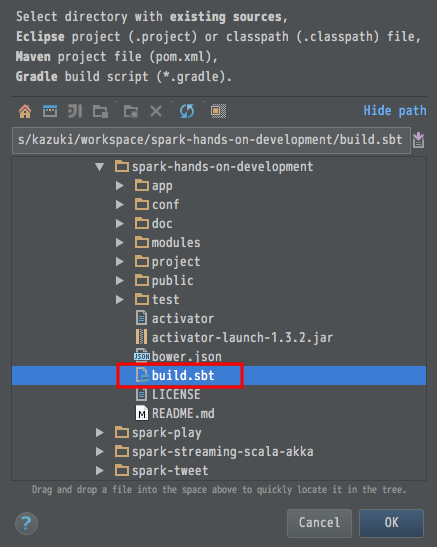 Select directory with existing sources,
Eclipse project (.project) or classpath (.classpath) file,
Maven project file (pom.xml),
Gradle build script (*.gradle).
Hide path
s/kazuki/workspace/spark-hands-on-development/build.sbt
spark-hands-on-development
app
conf
doc
modules
project
public
test
activator
activator-launch-1.3.2.jar
JSON bower.json
build.sbt
LICENSE
M README.md
spark-play
spark-streaming-scala-akka
spark-tweet
Drag and drop a file into the space above to quickly locate it in the tree.
? Cancel OK